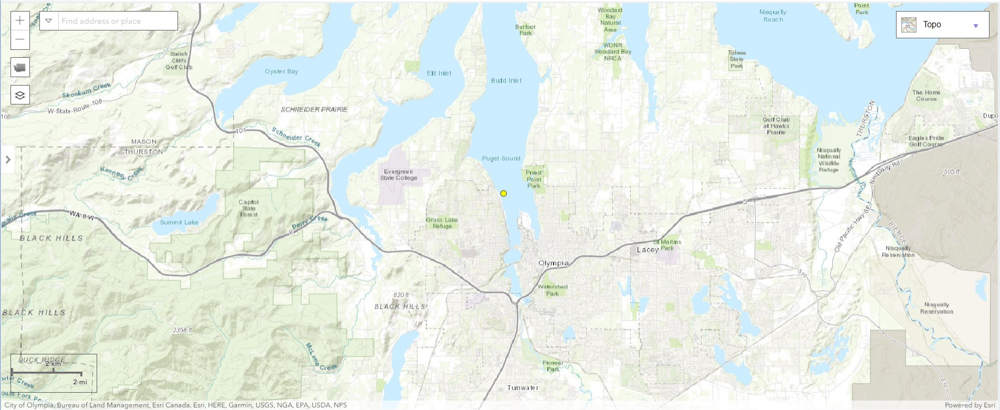 Find address or place
Topo
Salish
Cliffs
Golf Club
Skookum Creek
W State-Route-108
108
Oyster Bay
Eld Inlet
Budd Inlet
Burfoot
Park
Woodard
Bay
Natural
Area
WDNR
Woodard Bay
NRCA
Nisqually
Reach
Point
Park
Tolmie
State
Park
The Home
Course
Dupo
SCHNEIDER PRAIRIE
101
Schneider Creek
MASON
THURSTON
Kennedy Creek
Golf Club
at Hawks
Prairie
THURSTON
Eagles Pride
Golf Course
Nisqually
National
Wildlife
Refuge
Nisqually Rd
505 ft
Puget Sound
Evergreen
State College
Priest
Point
Park
Capitol
State
Forest
WA-8-W
Summit Lake
Perry Creek
8
Grass Lake
Refuge
5
Old-Pacific-Hwy-SE
PIERCE
BLACK HILLS
St Martins
Park
Lacey
Olympia
Nisqually
Reservation
510
Watershed
Park
820 ft
BLACK HILLS
BLACK HILLS
Nisqually
Reservation
2358 ft
McLane Creek
BUCK RIDGE
2 km
2 mi
Pioneer
Park
510
Tumwater
orter Creek
outh Fork Po
City of Olympia, Bureau of Land Management, Esri Canada, Esri, HERE, Garmin, USGS, NGA, EPA, USDA, NPS
Powered by Esri